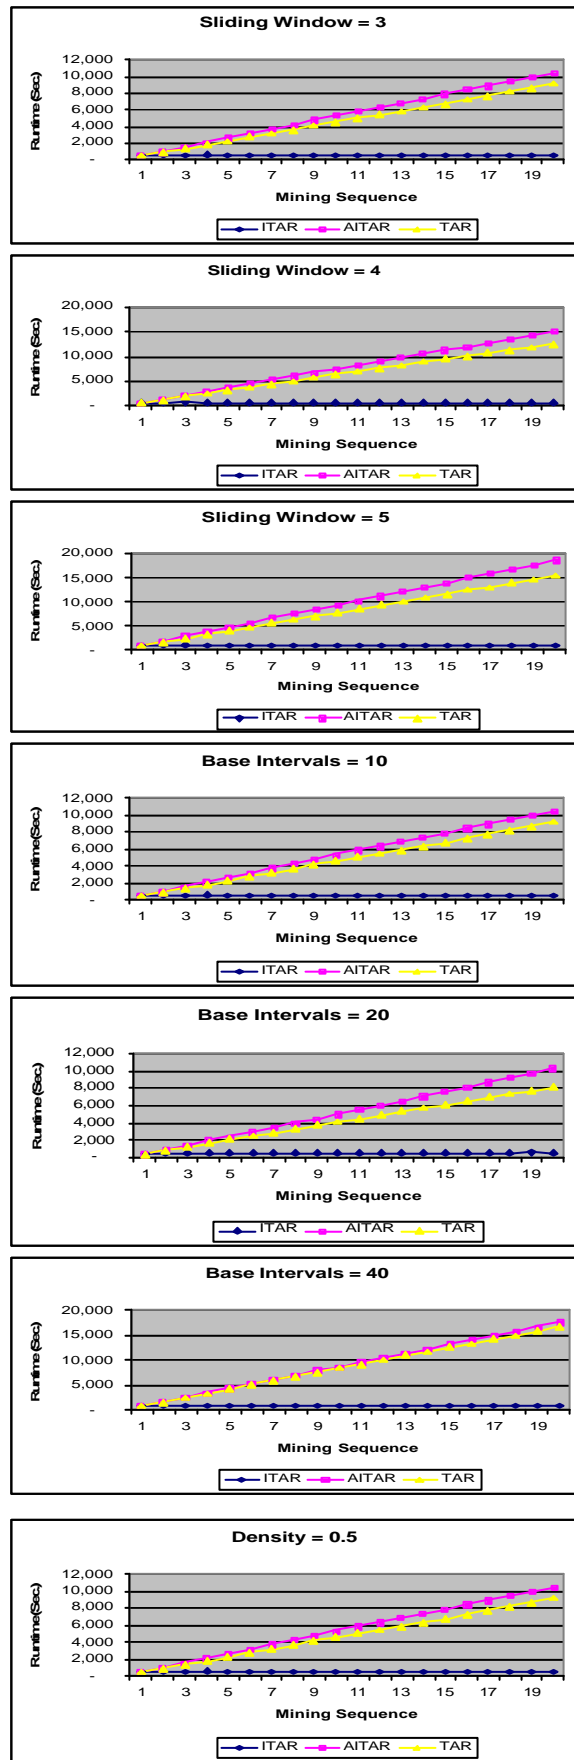 Sliding Window = 3
12,000
10,000
8,000
6,000
4,000
2,000
-
Runtime (Sec.)
1 3 5 7 9 11 13 15 17 19
Mining Sequence
ITAR AITAR TAR
Sliding Window = 4
20,000
15,000
10,000
5,000
-
Runtime (Sec.)
1 3 5 7 9 11 13 15 17 19
Mining Sequence
ITAR AITAR TAR
Sliding Window = 5
20,000
15,000
10,000
5,000
-
Runtime (Sec.)
1 3 5 7 9 11 13 15 17 19
Mining Sequence
ITAR AITAR TAR
Base Intervals = 10
12,000
10,000
8,000
6,000
4,000
2,000
-
Runtime (Sec.)
1 3 5 7 9 11 13 15 17 19
Mining Sequence
ITAR AITAR TAR
Base Intervals = 20
12,000
10,000
8,000
6,000
4,000
2,000
-
Runtime (Sec.)
1 3 5 7 9 11 13 15 17 19
Mining Sequence
ITAR AITAR TAR
Base Intervals = 40
20,000
15,000
10,000
5,000
-
Runtime (Sec.)
1 3 5 7 9 11 13 15 17 19
Mining Sequence
ITAR AITAR TAR
Density = 0.5
12,000
10,000
8,000
6,000
4,000
2,000
-
Runtime (Sec.)
1 3 5 7 9 11 13 15 17 19
Mining Sequence
ITAR AITAR TAR